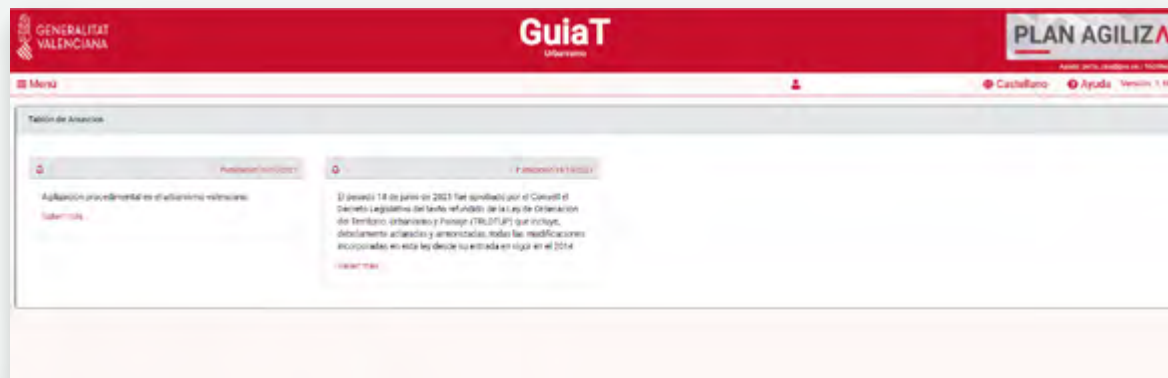 GENERALITAT
VALENCIANA
GuiaT
Urbanismo
PLAN AGILIZA
Menú
Castellano
Ayuda
Versión: 1.
Tablón de Anuncios
Agilización procedimental en el urbanismo valenciano.
Saber más
El pasado 18 de junio de 2021 fue aprobado por el Consell el
Decreto Legislativo del texto refundido de la Ley de Ordenación
del Territorio, Urbanismo y Paisaje (TRLOTUP) que incluye,
debidamente aclaradas y armonizadas, todas las modificaciones
incorporadas en esta ley desde su entrada en vigor en el 2014
Saber más